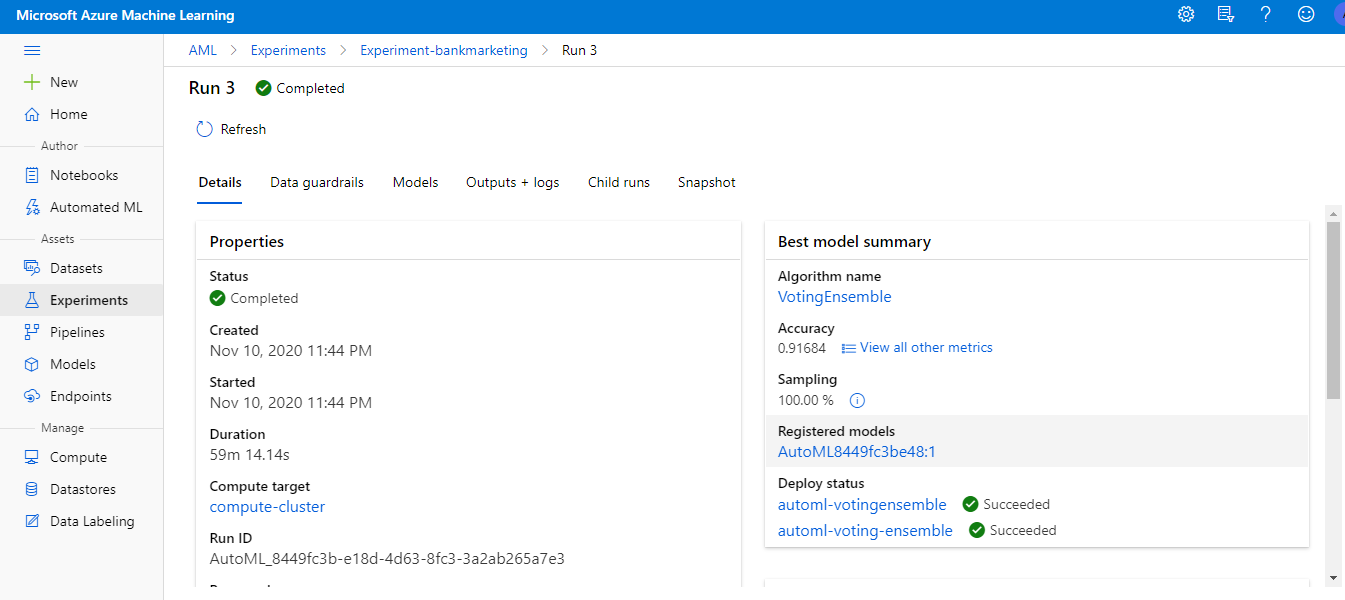 Microsoft Azure Machine Learning
AML > Experiments > Experiment-bankmarketing > Run 3
New
Home
Author
Notebooks
Automated ML
Assets
Datasets
Experiments
Pipelines
Models
Endpoints
Manage
Compute
Datastores
Data Labeling
Run 3 Completed
Refresh
Details Data guardrails Models Outputs + logs Child runs Snapshot
Properties
Status
Completed
Created
Nov 10, 2020 11:44 PM
Started
Nov 10, 2020 11:44 PM
Duration
59m 14.14s
Compute target
compute-cluster
Run ID
AutoML_8449fc3b-e18d-4d63-8fc3-3a2ab265a7e3
Best model summary
Algorithm name
VotingEnsemble
Accuracy
0.91684 View all other metrics
Sampling
100.00 %
Registered models
AutoML8449fc3be48:1
Deploy status
automl-votingensemble Succeeded
automl-voting-ensemble Succeeded